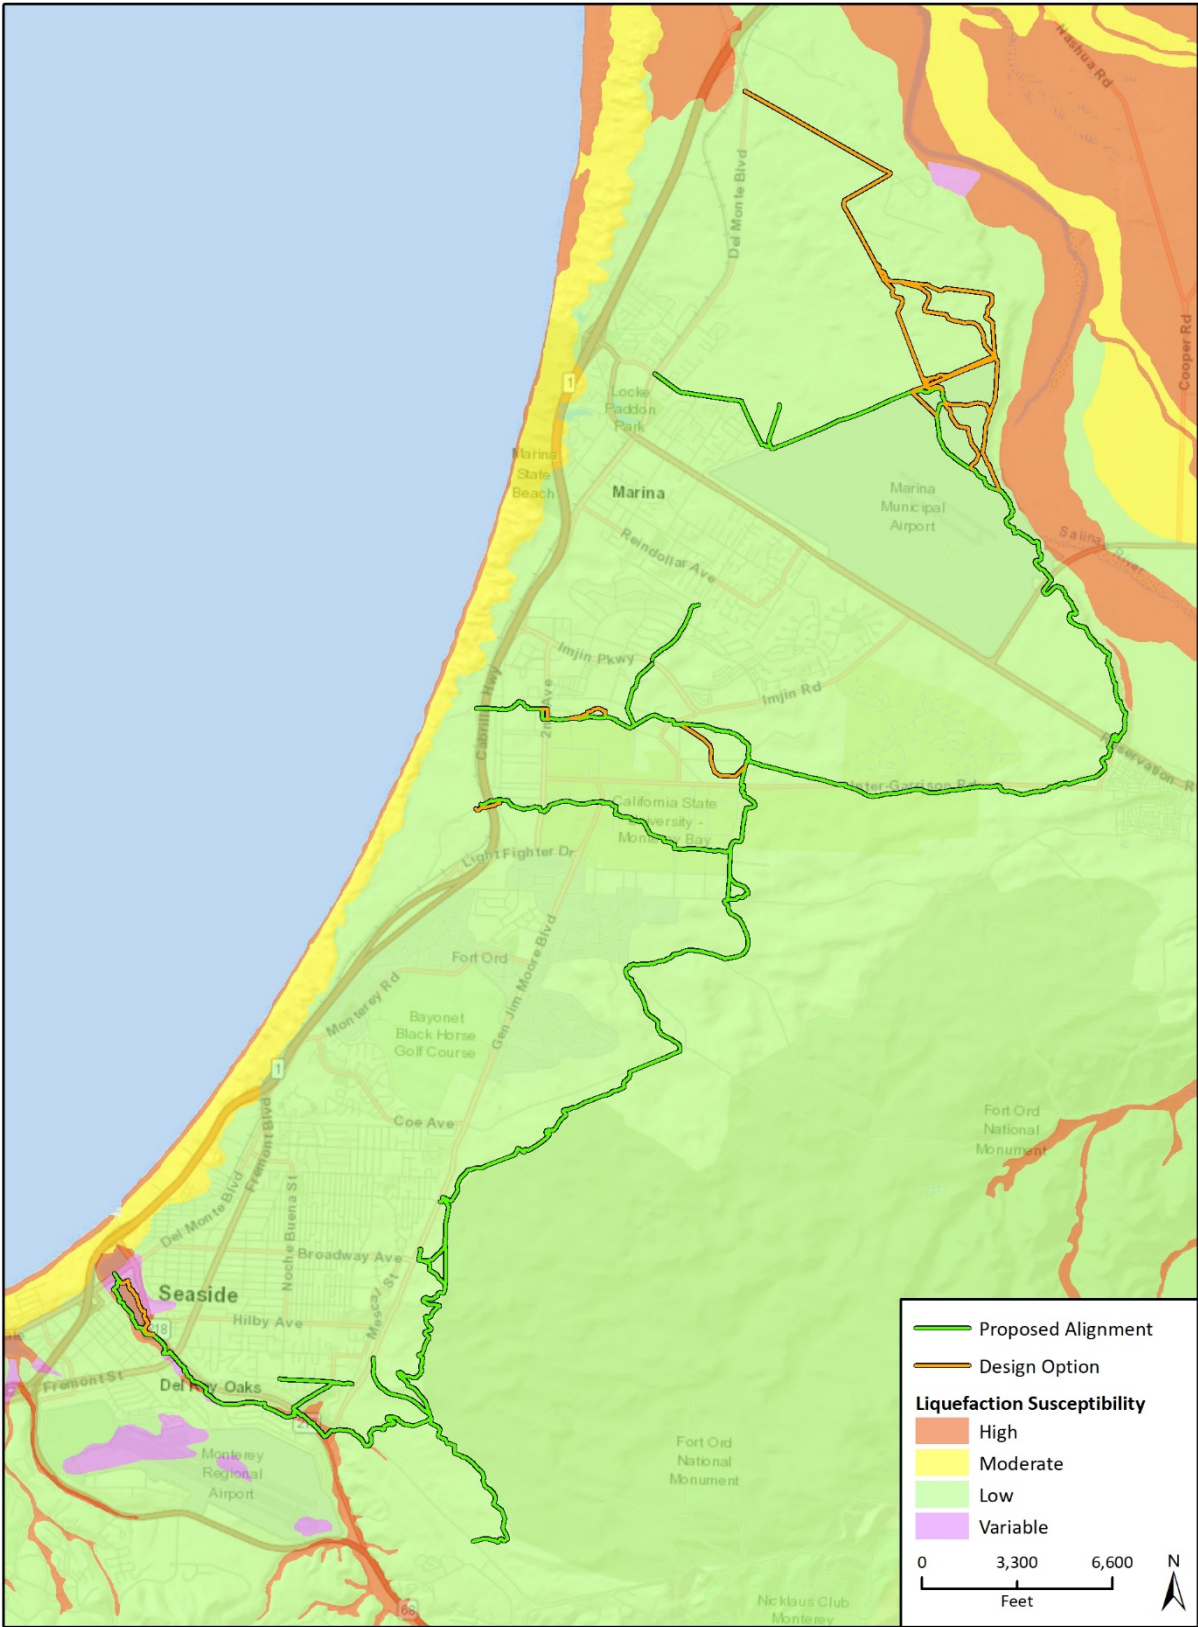 Nashua Rd
Del Monte Blvd
Cooper Rd
1
Locke
Paddon
Park
Marina
State
Beach
Marina
Marina
Municipal
Airport
Salinas River
Reindollar Ave
Imjin Pkwy
Imjin Rd
Cabrillo Hwy
2nd Ave
Reservation R
Inter-Garrison Rd
California State
University -
Monterey Bay
Light Fighter Dr
Fort Ord
Gen Jim Moore Blvd
Monterey Rd
Bayonet
Black Horse
Golf Course
1
Coe Ave
Fremont Blvd
Fort Ord
National
Monument
Del Monte Blvd
Noche Buena St
Broadway Ave
Mescal St
Seaside
Hilby Ave
218
Fremont St
Del Rey Oaks
Monterey
Regional
Airport
Fort Ord
National
Monument
68
Nicklaus Club
Monterey
Proposed Alignment
Design Option
Liquefaction Susceptibility
High
Moderate
Low
Variable
0 3,300 6,600
Feet
N